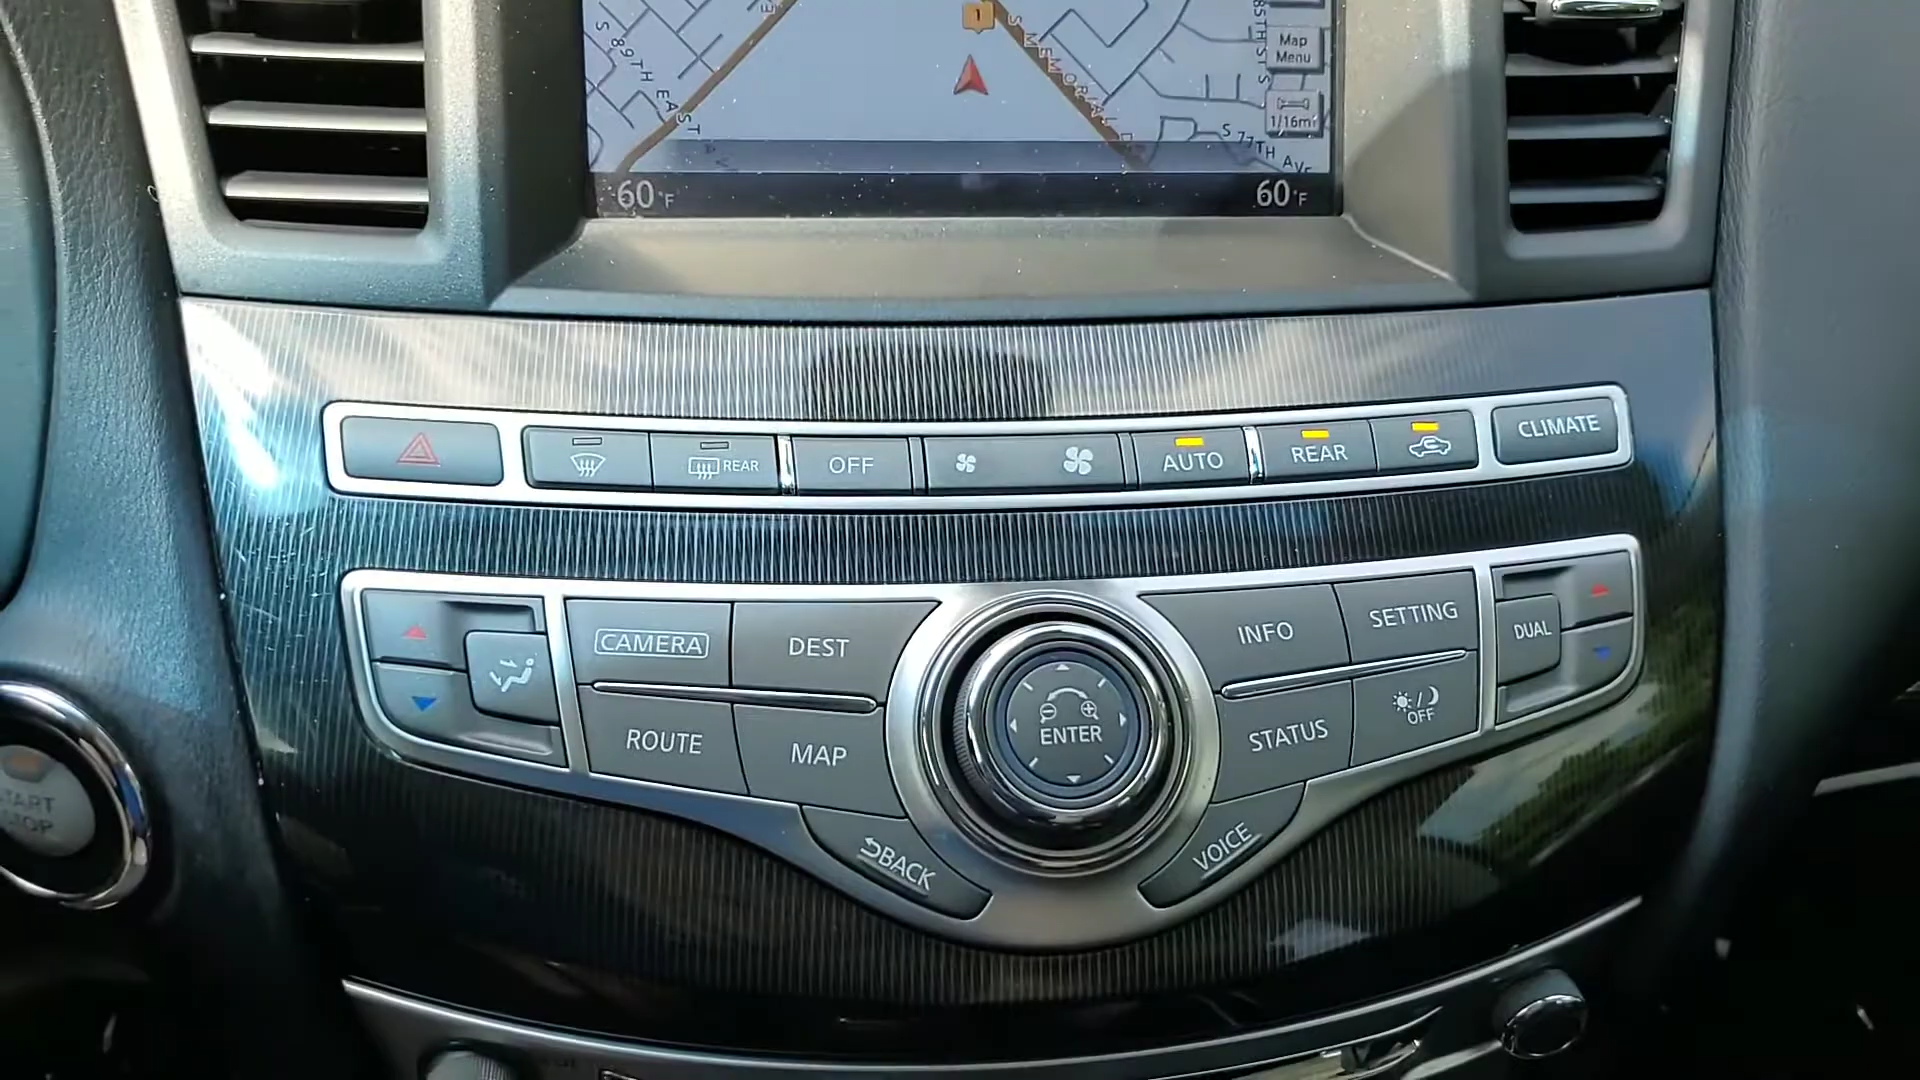 1
S 89TH EAST AV
S MEMORIAL
85TH ST S
Map
Menu
1/16mi
S 77TH AVE
60°F
60°F
REAR
OFF
AUTO
REAR
CLIMATE
CAMERA
DEST
INFO
SETTING
DUAL
ROUTE
MAP
ENTER
STATUS
OFF
BACK
VOICE
START
STOP